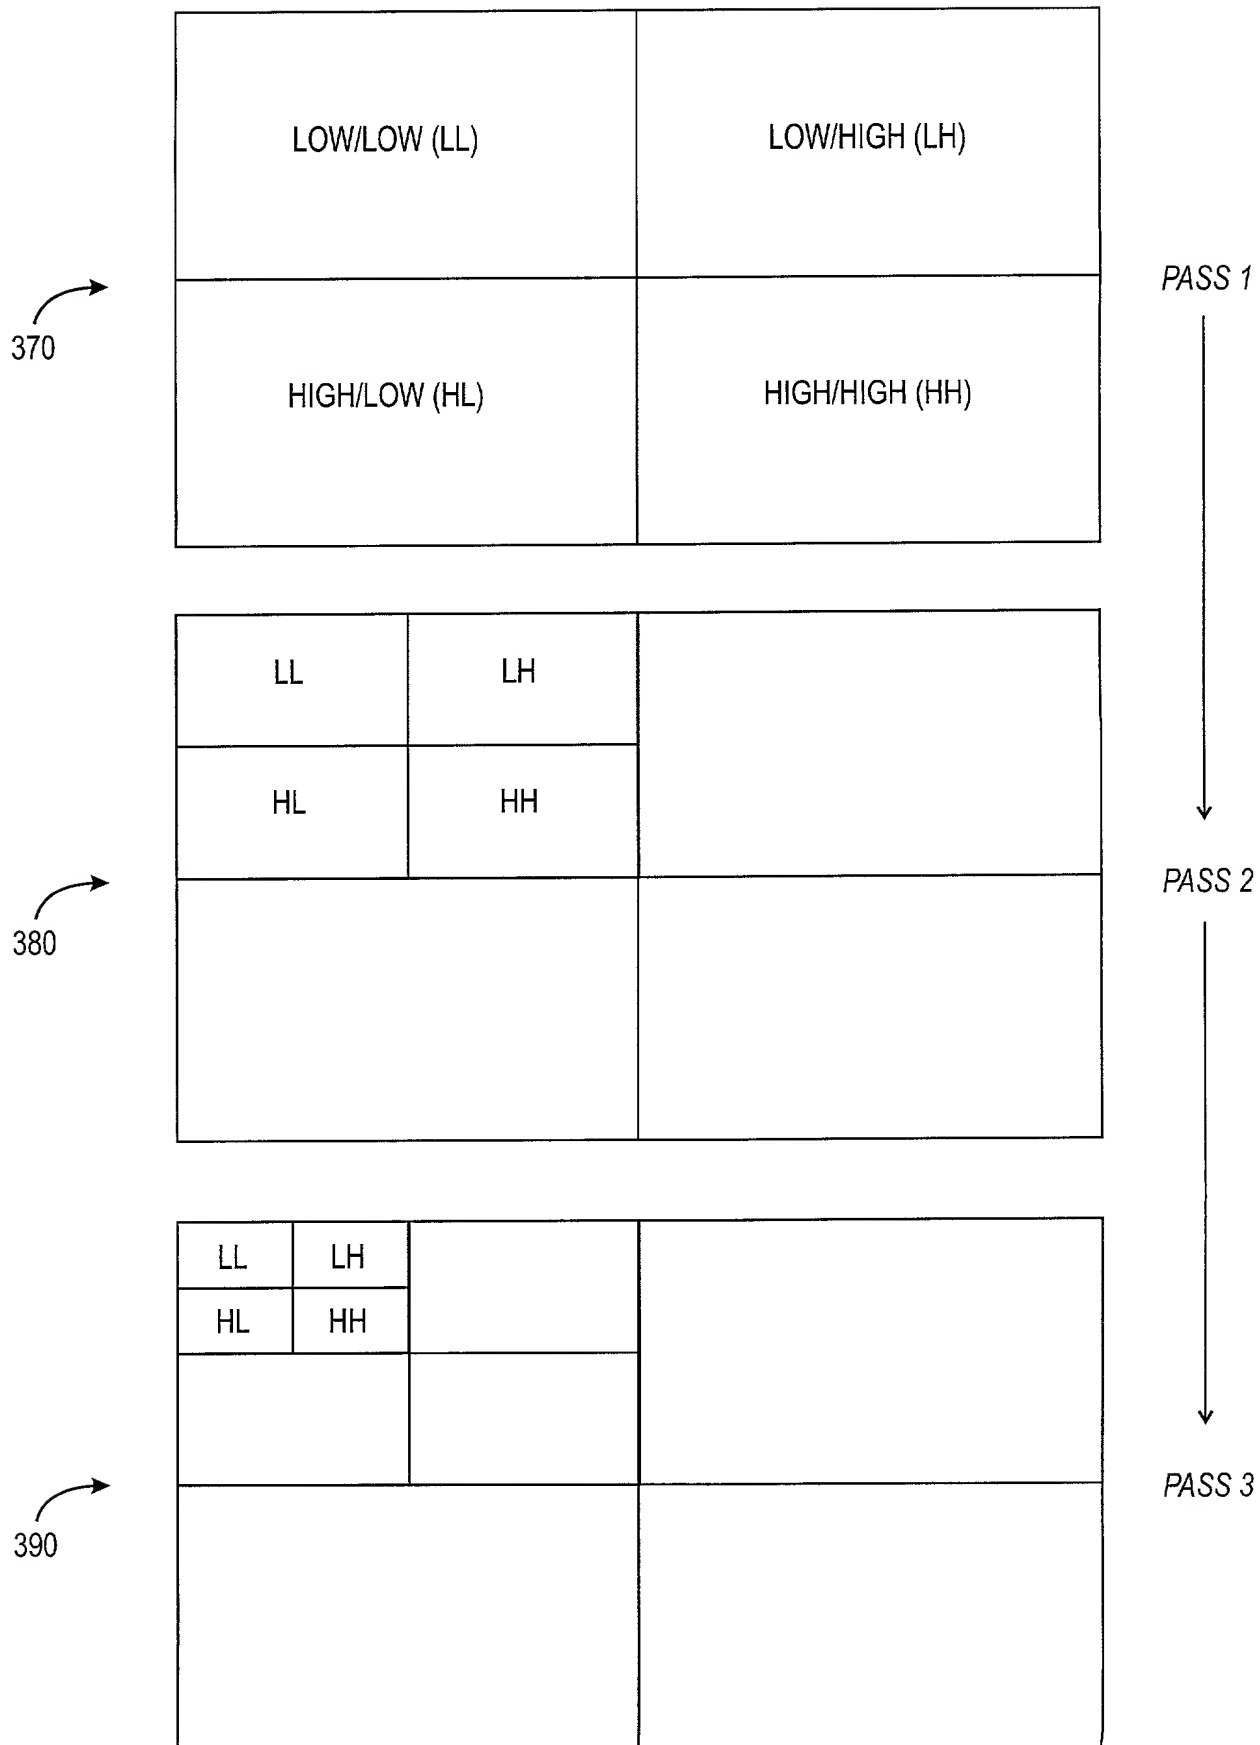 LOW/LOW (LL)
LOW/HIGH (LH)
PASS 1
370
HIGH/LOW (HL)
HIGH/HIGH (HH)
LL
LH
HL
HH
PASS 2
380
LL
LH
HL
HH
PASS 3
390